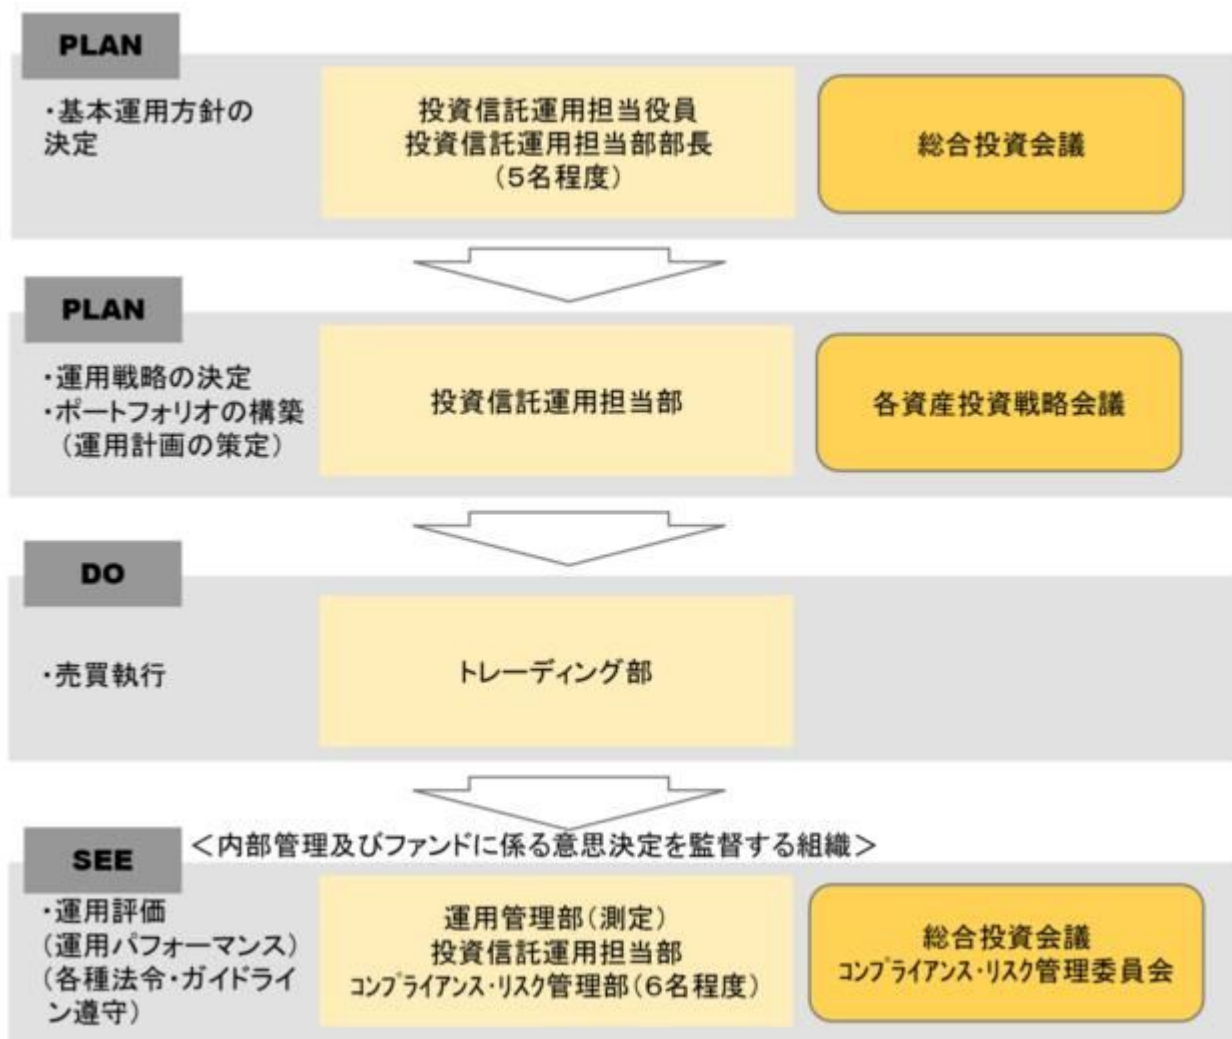 PLAN
・基本運用方針の
決定
投資信託運用担当役員
投資信託運用担当部部長
(5名程度)
総合投資会議
PLAN
・運用戦略の決定
・ポートフォリオの構築
(運用計画の策定)
投資信託運用担当部
各資産投資戦略会議
DO
・売買執行
トレーディング部
SEE
＜内部管理及びファンドに係る意思決定を監督する組織＞
・運用評価
(運用パフォーマンス)
(各種法令・ガイドライ
ン遵守)
運用管理部(測定)
投資信託運用担当部
ｺﾝﾌﾟﾗｲｱﾝｽ・ﾘｽｸ管理部(6名程度)
総合投資会議
ｺﾝﾌﾟﾗｲｱﾝｽ・ﾘｽｸ管理委員会